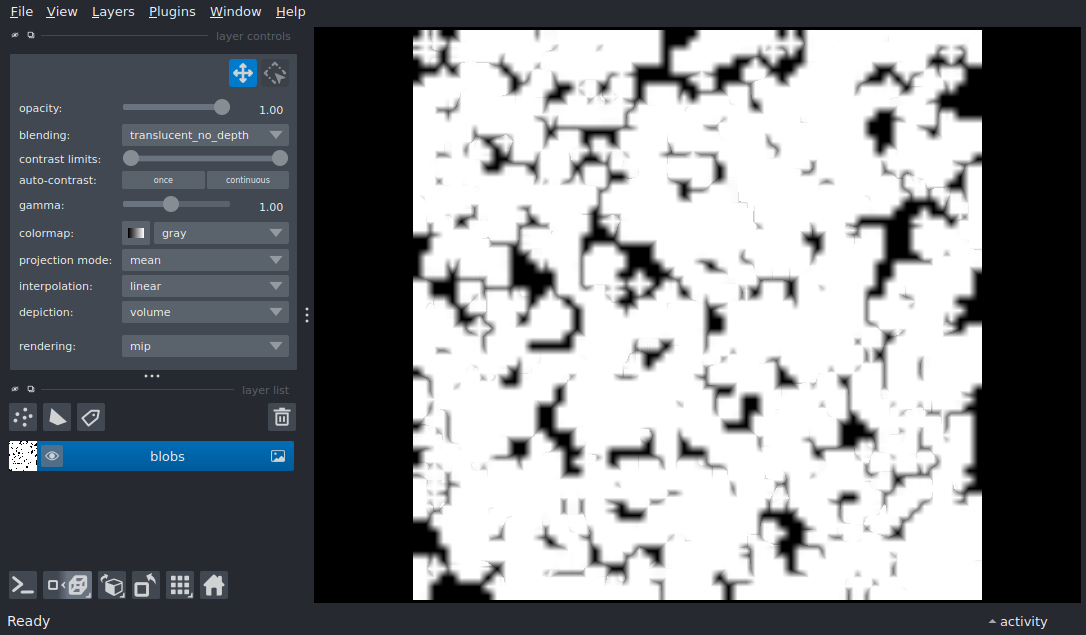 File View Layers Plugins Window Help
layer controls
opacity: 1.00
blending: translucent_no_depth
contrast limits:
auto-contrast: once continuous
gamma: 1.00
colormap: gray
projection mode: mean
interpolation: linear
depiction: volume
rendering: mip
layer list
blobs
Ready activity